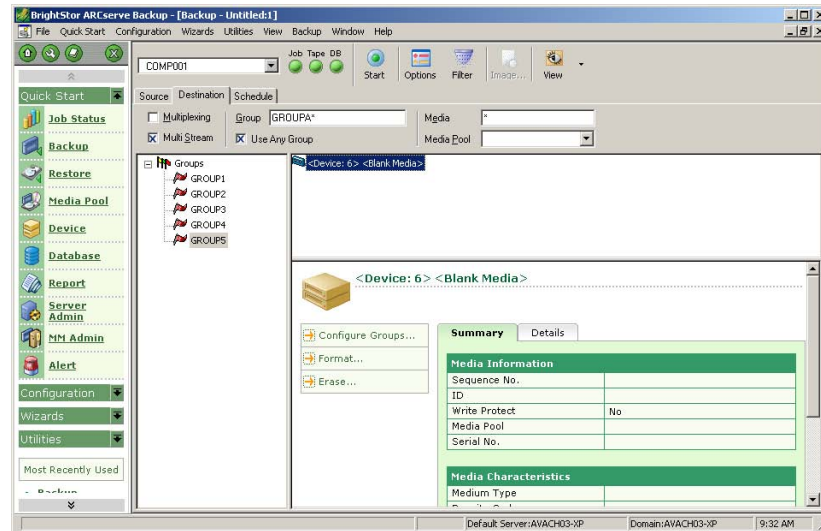 BrightStor ARCserve Backup - [Backup - Untitled:1]
File Quick Start Configuration Wizards Utilities View Backup Window Help
COMP001
Job Tape DB
Start
Options
Filter
Image...
View
Quick Start
Job Status
Backup
Restore
Media Pool
Device
Database
Report
Server Admin
MM Admin
Alert
Configuration
Wizards
Utilities
Most Recently Used
Source Destination Schedule
Multiplexing Group GROUPA* Media *
Multi Stream Use Any Group Media Pool
Groups
GROUP1
GROUP2
GROUP3
GROUP4
GROUP5
<Device: 6> <Blank Media>
<Device: 6> <Blank Media>
Configure Groups...
Format...
Erase...
Summary Details
Media Information
Sequence No.
ID
Write Protect No
Media Pool
Serial No.
Media Characteristics
Medium Type
Default Server:AVACH03-XP Domain:AVACH03-XP 9:32 AM